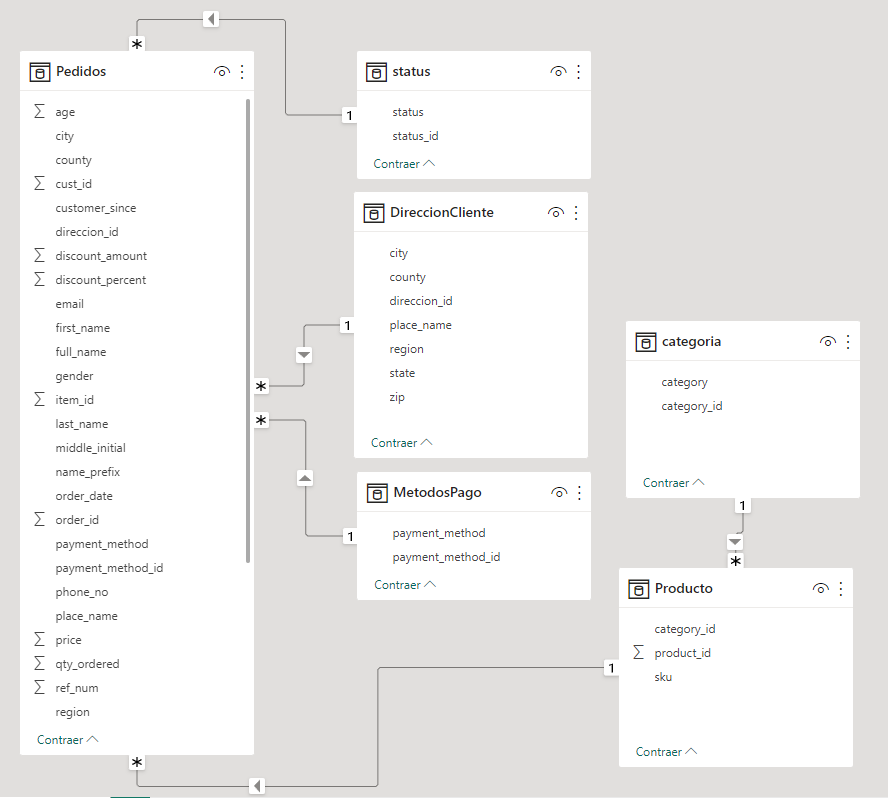 *
Pedidos
age
city
county
cust_id
customer_since
direccion_id
discount_amount
discount_percent
email
first_name
full_name
gender
item_id
last_name
middle_initial
name_prefix
order_date
order_id
payment_method
payment_method_id
phone_no
place_name
price
qty_ordered
ref_num
region
Contraer
*
1
status
status
status_id
Contraer
1
*
DireccionCliente
city
county
direccion_id
place_name
region
state
zip
Contraer
*
1
MetodosPago
payment_method
payment_method_id
Contraer
categoria
category
category_id
Contraer
1
*
Producto
category_id
product_id
sku
Contraer
1